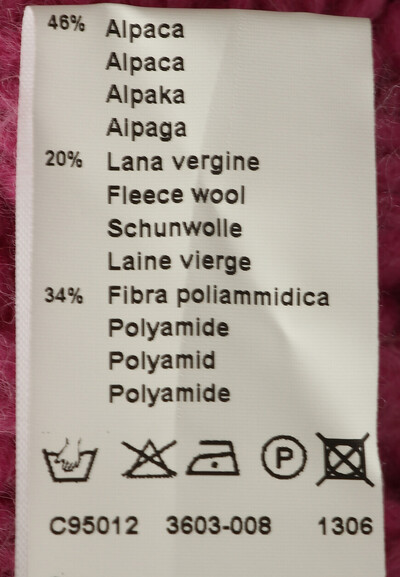 46% Alpaca
Alpaca
Alpaka
Alpaga
20% Lana vergine
Fleece wool
Schunwolle
Laine vierge
34% Fibra poliammidica
Polyamide
Polyamid
Polyamide
P
C95012 3603-008 1306